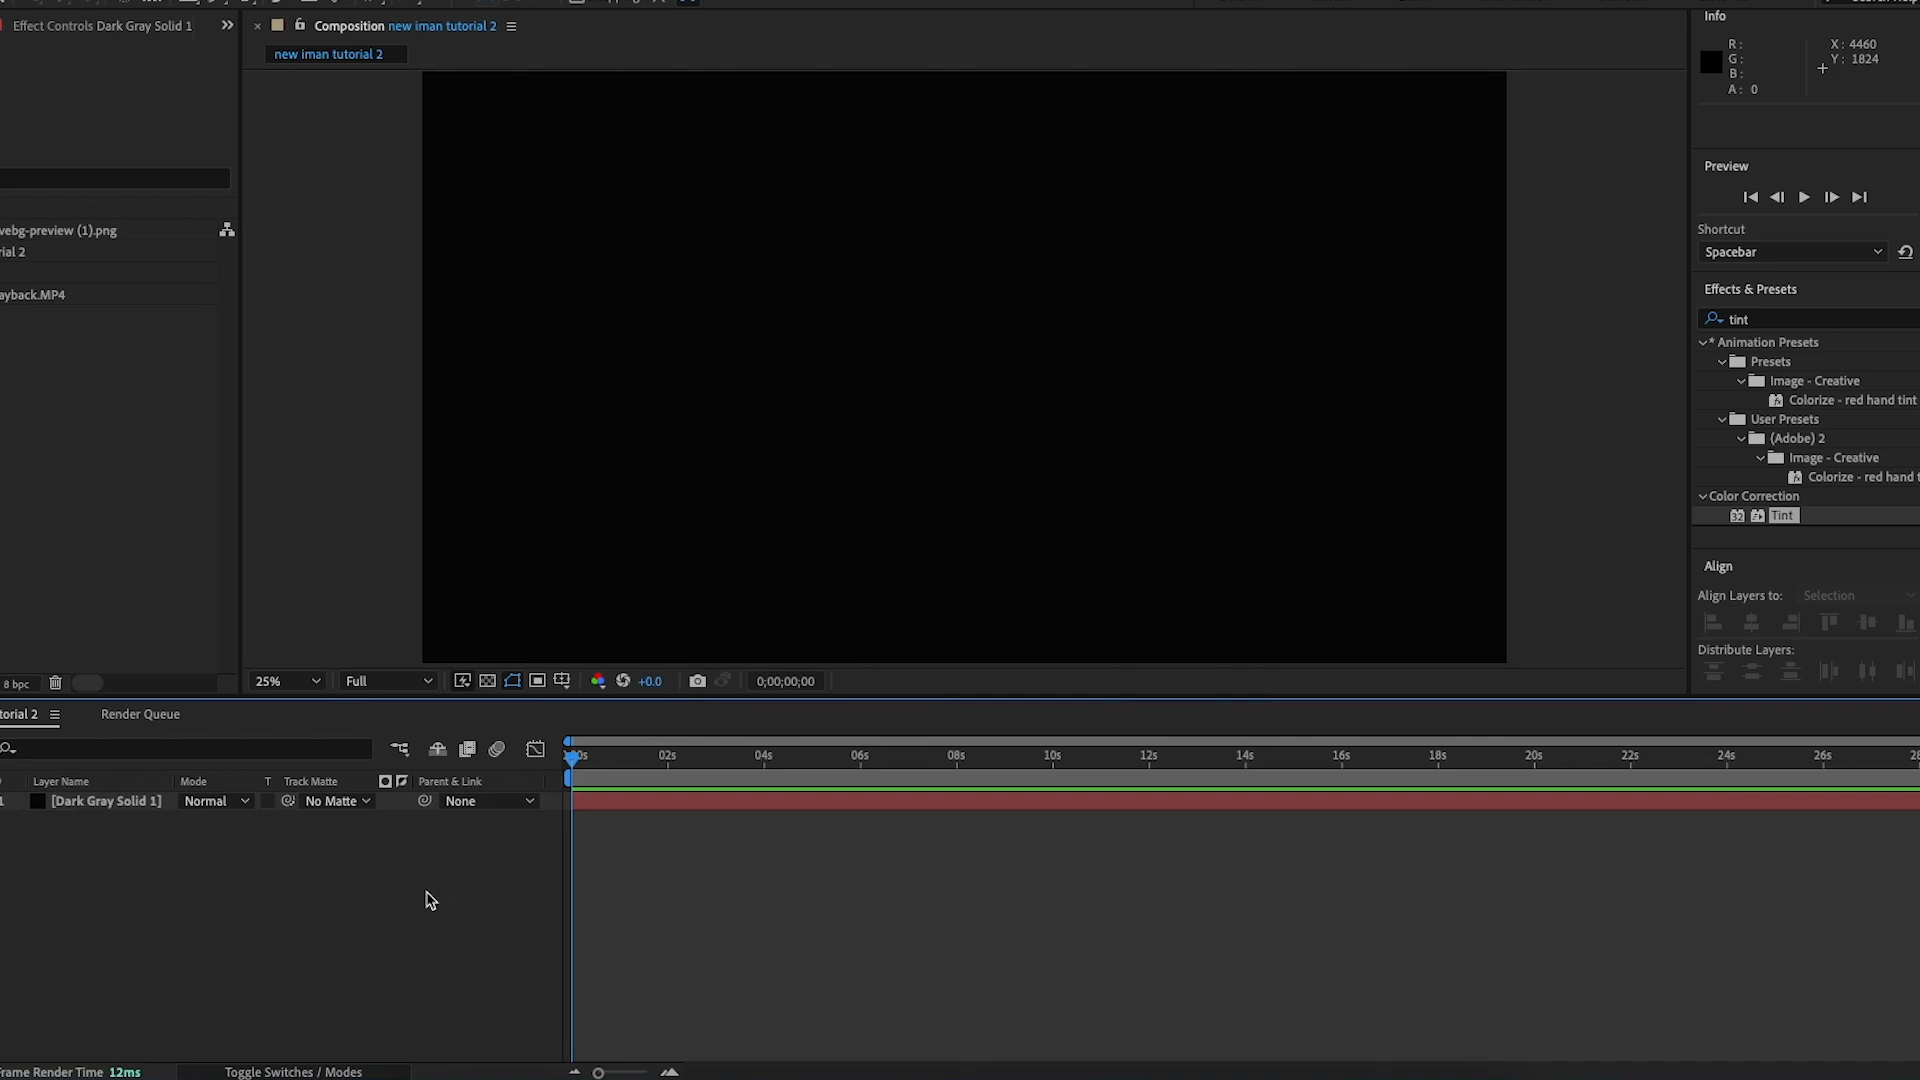 Effect Controls Dark Gray Solid 1
Composition new iman tutorial 2
new iman tutorial 2
Info
R:
G:
B:
A: 0
X: 4460
Y: 1824
Preview
Shortcut
Spacebar
Effects & Presets
tint
* Animation Presets
Presets
Image - Creative
Colorize - red hand tint
User Presets
(Adobe) 2
Image - Creative
Colorize - red hand t
Color Correction
32 Tint
Align
Align Layers to: Selection
Distribute Layers:
vebg-preview (1).png
rial 2
ayback.MP4
8 bpc
25%
Full
+0.0
0;00;00;00
torial 2
Render Queue
Layer Name
Mode
T
Track Matte
Parent & Link
1
[Dark Gray Solid 1]
Normal
No Matte
None
02s 04s 06s 08s 10s 12s 14s 16s 18s 20s 22s 24s 26s
Frame Render Time 12ms
Toggle Switches / Modes